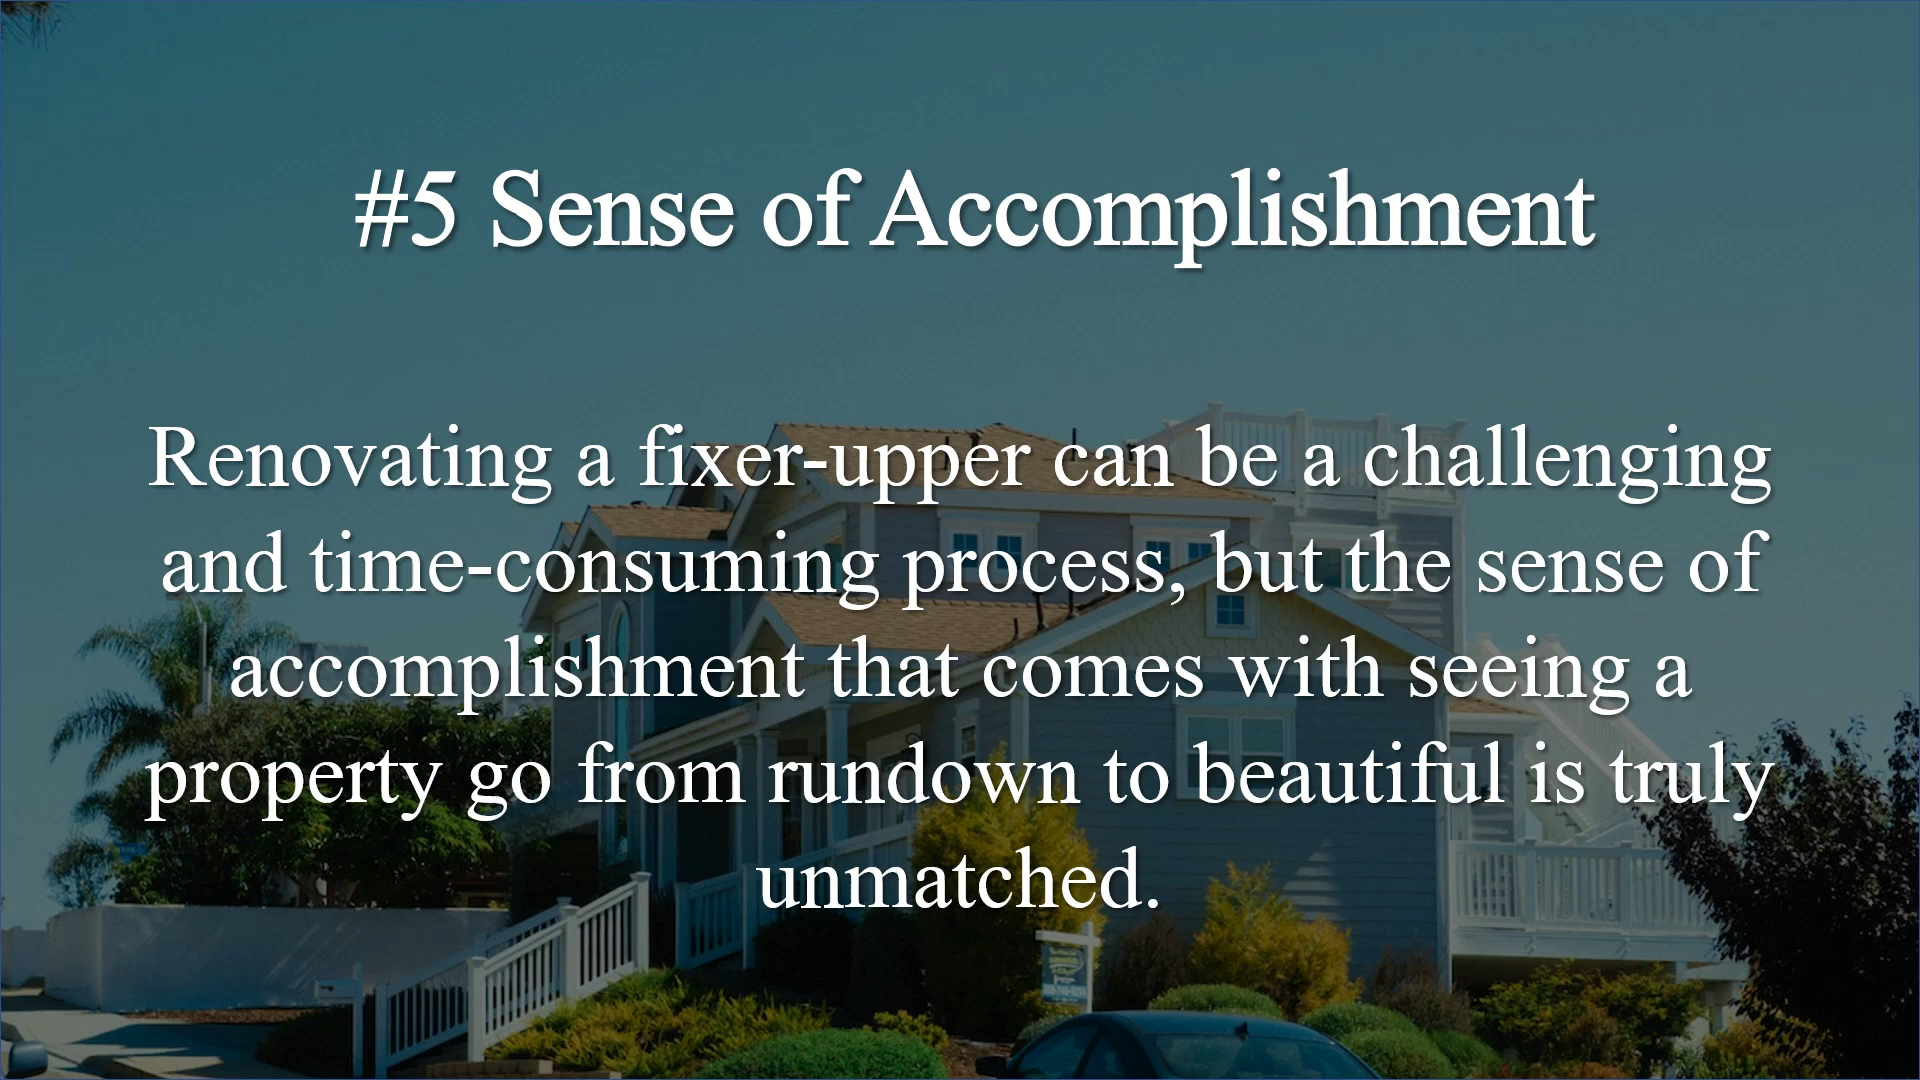 #5 Sense of Accomplishment
Renovating a fixer-upper can be a challenging
and time-consuming process, but the sense of
accomplishment that comes with seeing a
property go from rundown to beautiful is truly
unmatched.